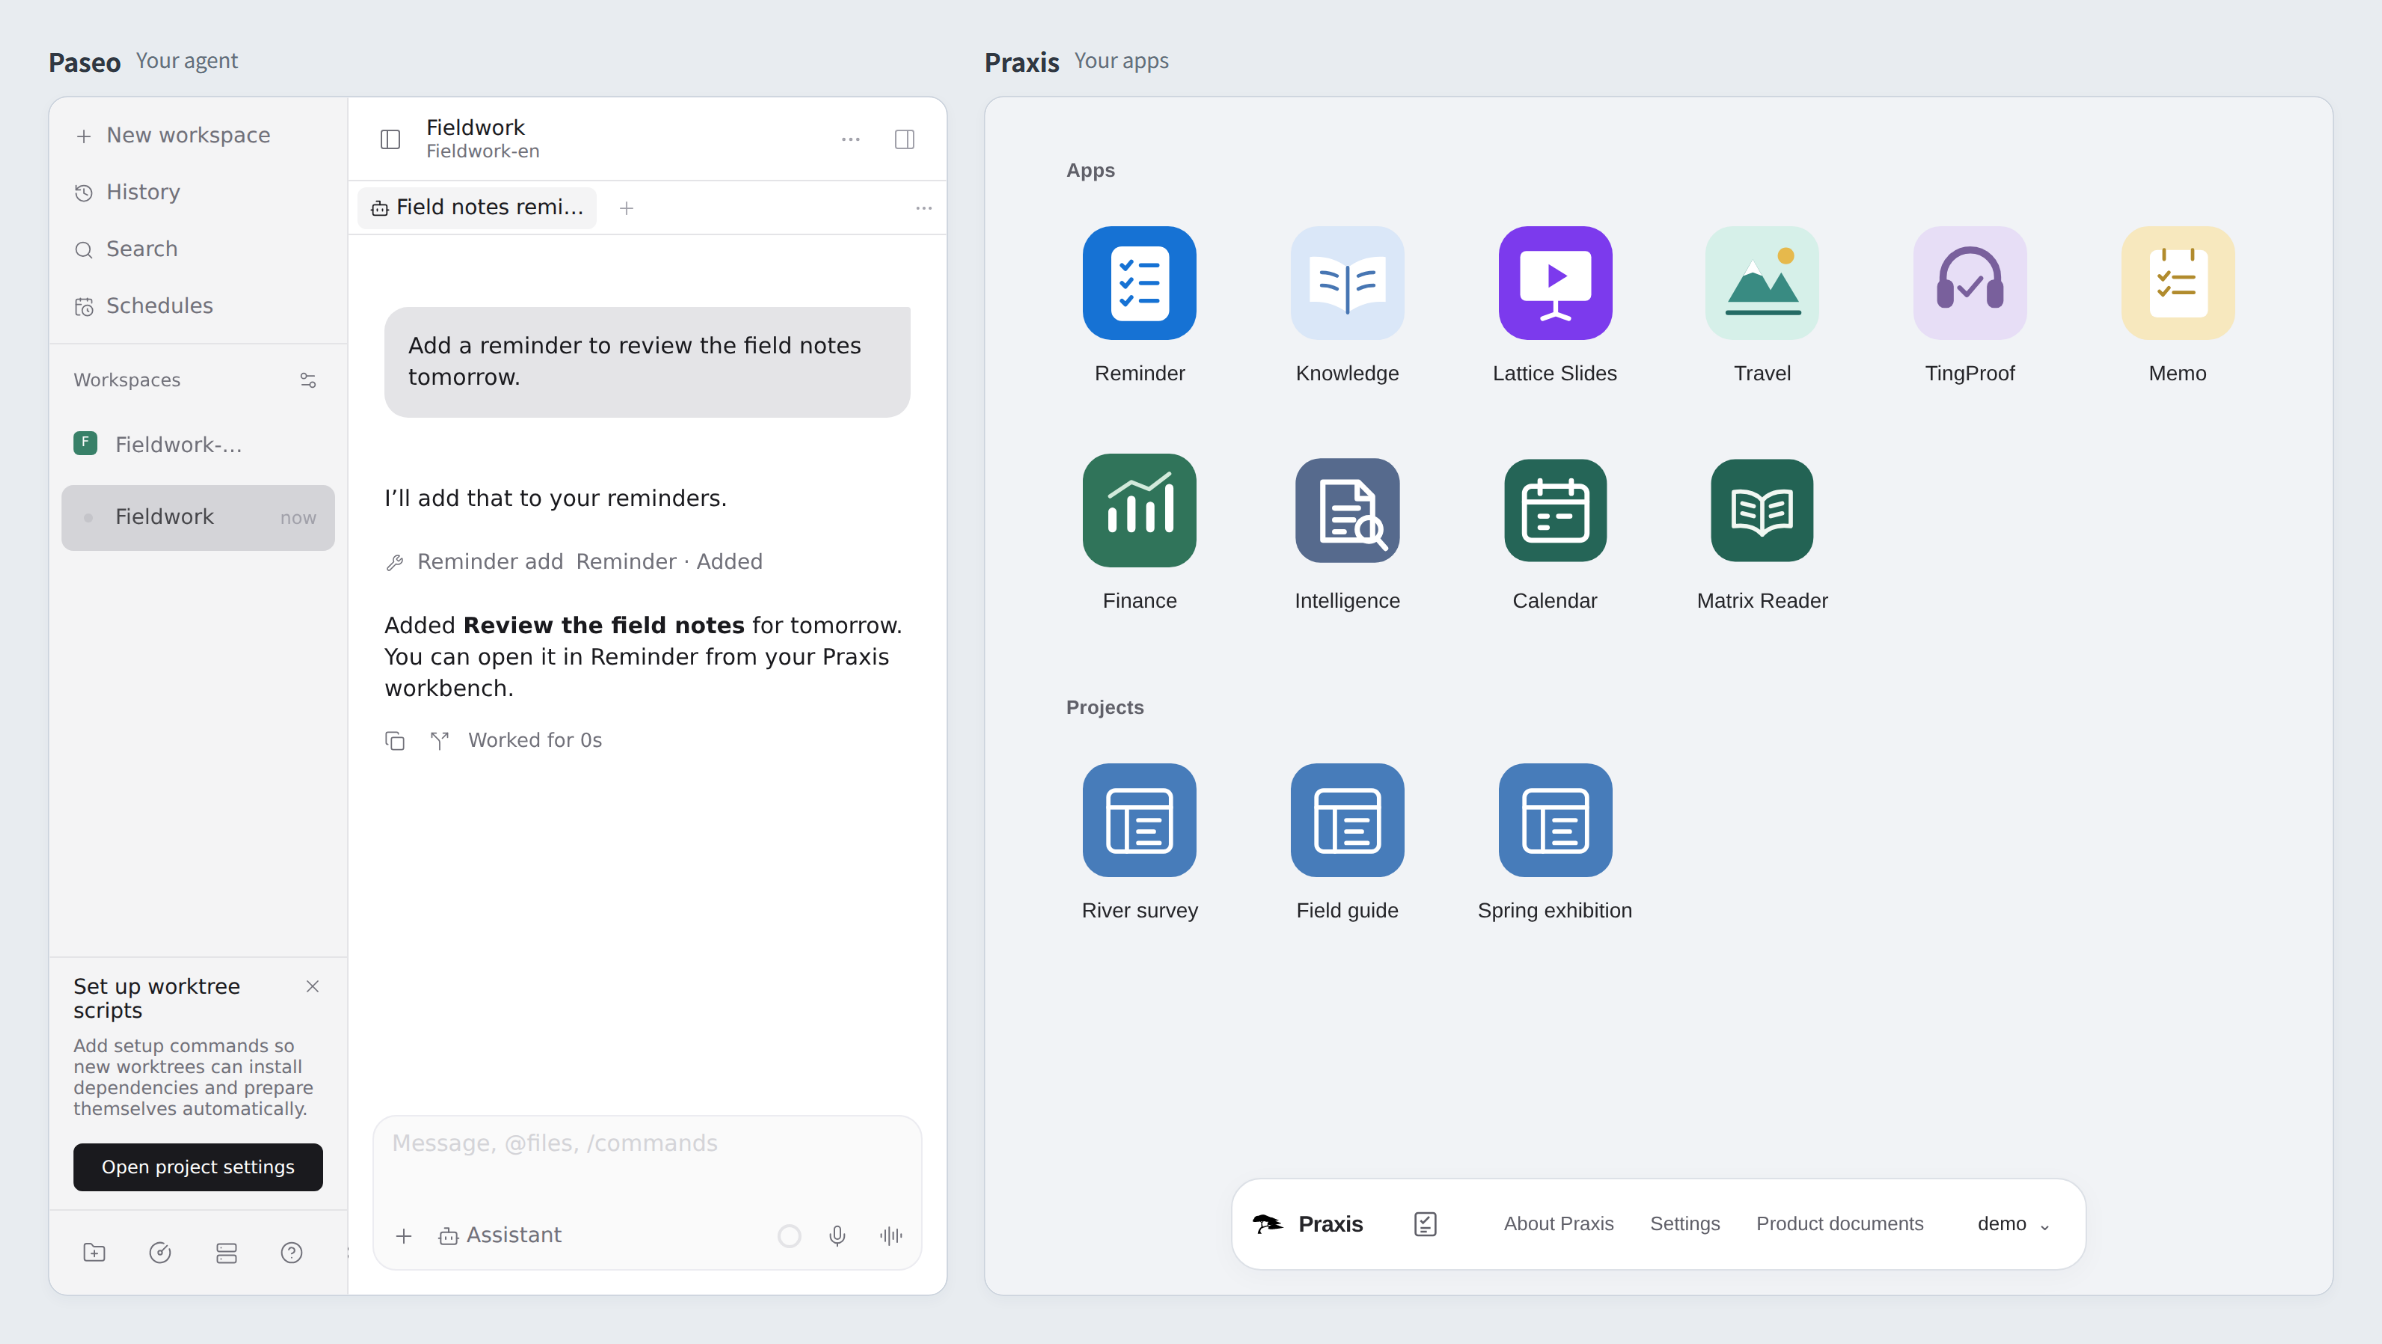 Paseo Your agent
New workspace
History
Search
Schedules
Workspaces
F Fieldwork-...
Fieldwork now
Set up worktree
scripts
Add setup commands so
new worktrees can install
dependencies and prepare
themselves automatically.
Open project settings
Fieldwork
Fieldwork-en
Field notes remi...
Add a reminder to review the field notes
tomorrow.
I’ll add that to your reminders.
Reminder add Reminder · Added
Added Review the field notes for tomorrow.
You can open it in Reminder from your Praxis
workbench.
Worked for 0s
Message, @files, /commands
Assistant
Praxis Your apps
Apps
Reminder Knowledge Lattice Slides Travel TingProof Memo
Finance Intelligence Calendar Matrix Reader
Projects
River survey Field guide Spring exhibition
Praxis About Praxis Settings Product documents demo